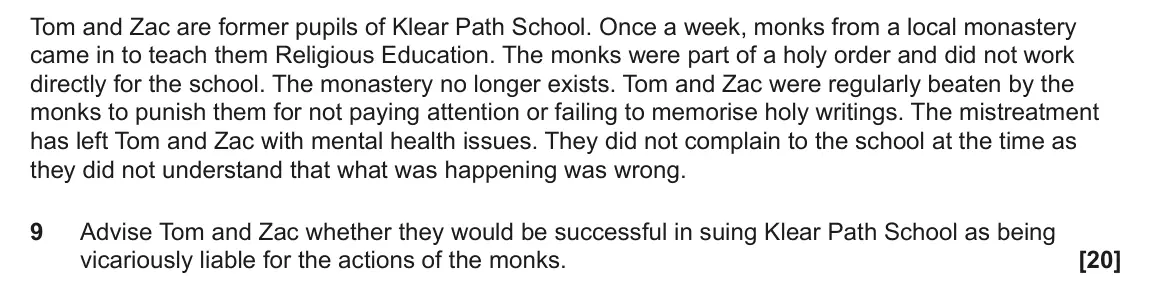 Tom and Zac are former pupils of Klear Path School. Once a week, monks from a local monastery
came in to teach them Religious Education. The monks were part of a holy order and did not work
directly for the school. The monastery no longer exists. Tom and Zac were regularly beaten by the
monks to punish them for not paying attention or failing to memorise holy writings. The mistreatment
has left Tom and Zac with mental health issues. They did not complain to the school at the time as
they did not understand that what was happening was wrong.
9 Advise Tom and Zac whether they would be successful in suing Klear Path School as being
vicariously liable for the actions of the monks. [20]